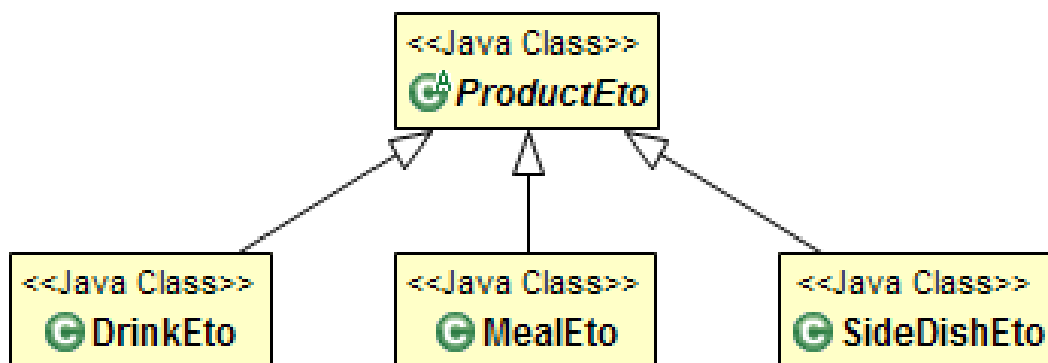 <<Java Class>>
ProductEto
<<Java Class>>
DrinkEto
<<Java Class>>
MealEto
<<Java Class>>
SideDishEto